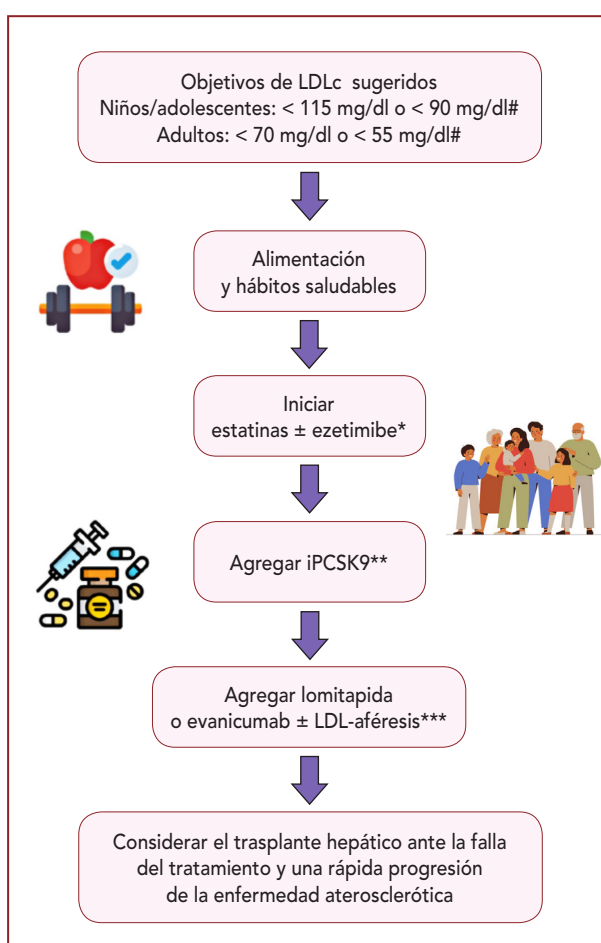 Objetivos de LDLc sugeridos
Niños/adolescentes: < 115 mg/dl o < 90 mg/dl#
Adultos: < 70 mg/dl o < 55 mg/dl#
Alimentación
y hábitos saludables
Iniciar
estatinas ± ezetimibe*
Agregar iPCSK9**
Agregar lomitapida
o evanicumab ± LDL-aféresis***
Considerar el trasplante hepático ante la falla
del tratamiento y una rápida progresión
de la enfermedad aterosclerótica